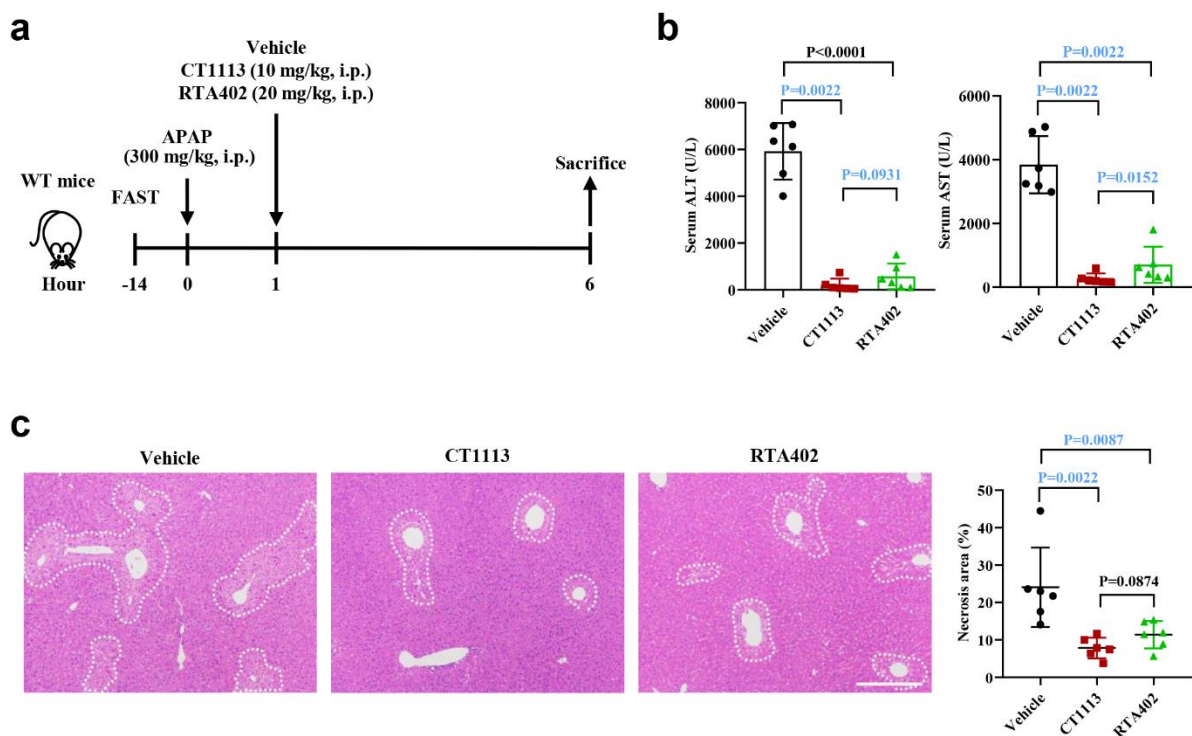 a
Vehicle
CT1113 (10 mg/kg, i.p.)
RTA402 (20 mg/kg, i.p.)
APAP
(300 mg/kg, i.p.)
Sacrifice
WT mice
FAST
Hour
-14
0
1
6
b
P<0.0001
P=0.0022
P=0.0931
Serum ALT (U/L)
8000
6000
4000
2000
0
Vehicle
CT1113
RTA402
P=0.0022
P=0.0022
P=0.0152
Serum AST (U/L)
6000
4000
2000
0
Vehicle
CT1113
RTA402
c
Vehicle
CT1113
RTA402
P=0.0087
P=0.0022
P=0.0874
Necrosis area (%)
50
40
30
20
10
0
Vehicle
CT1113
RTA402